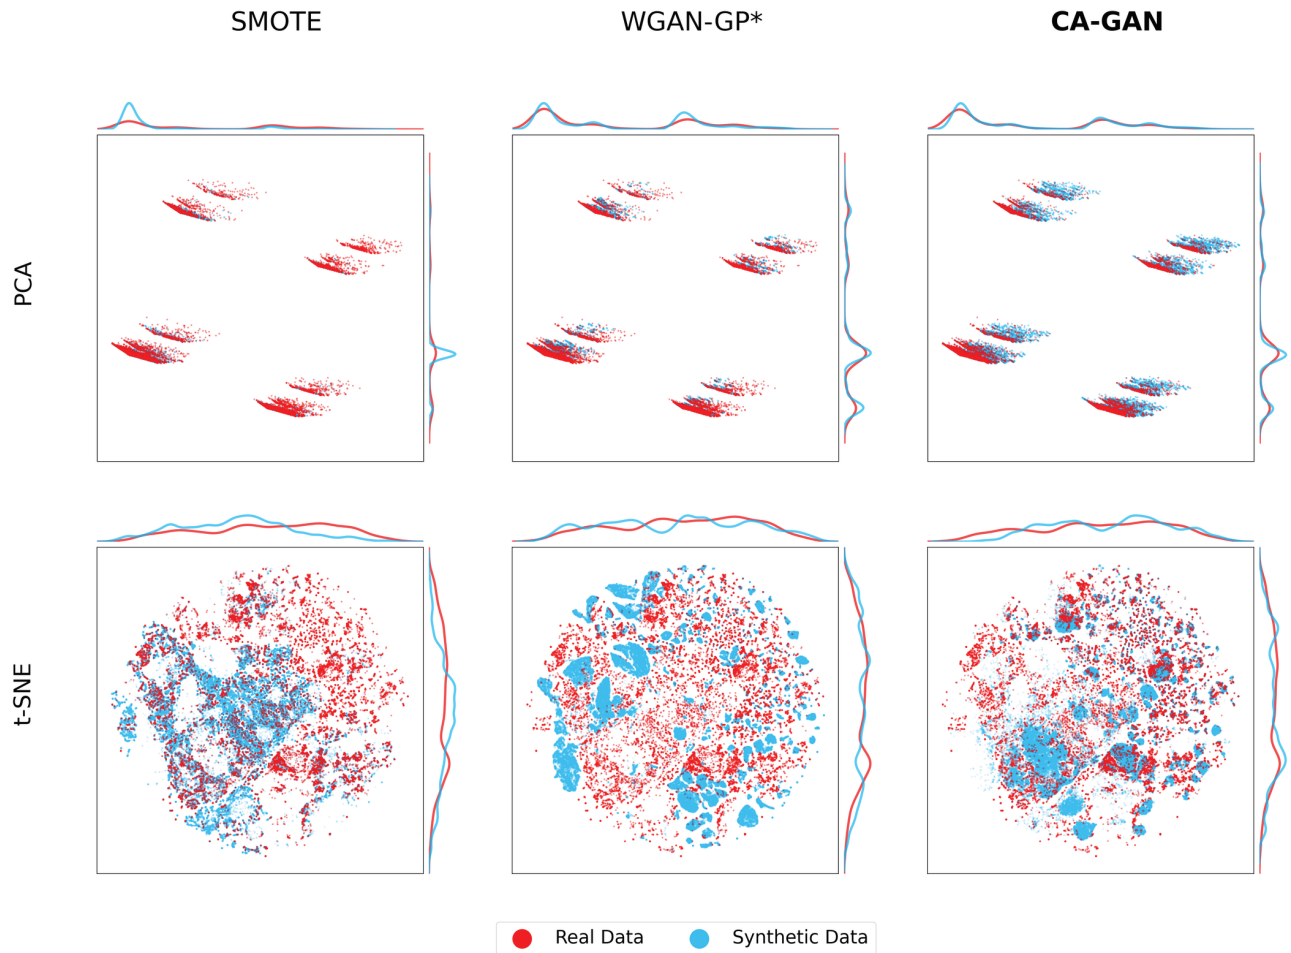 SMOTE WGAN-GP* CA-GAN
PCA
t-SNE
Real Data Synthetic Data